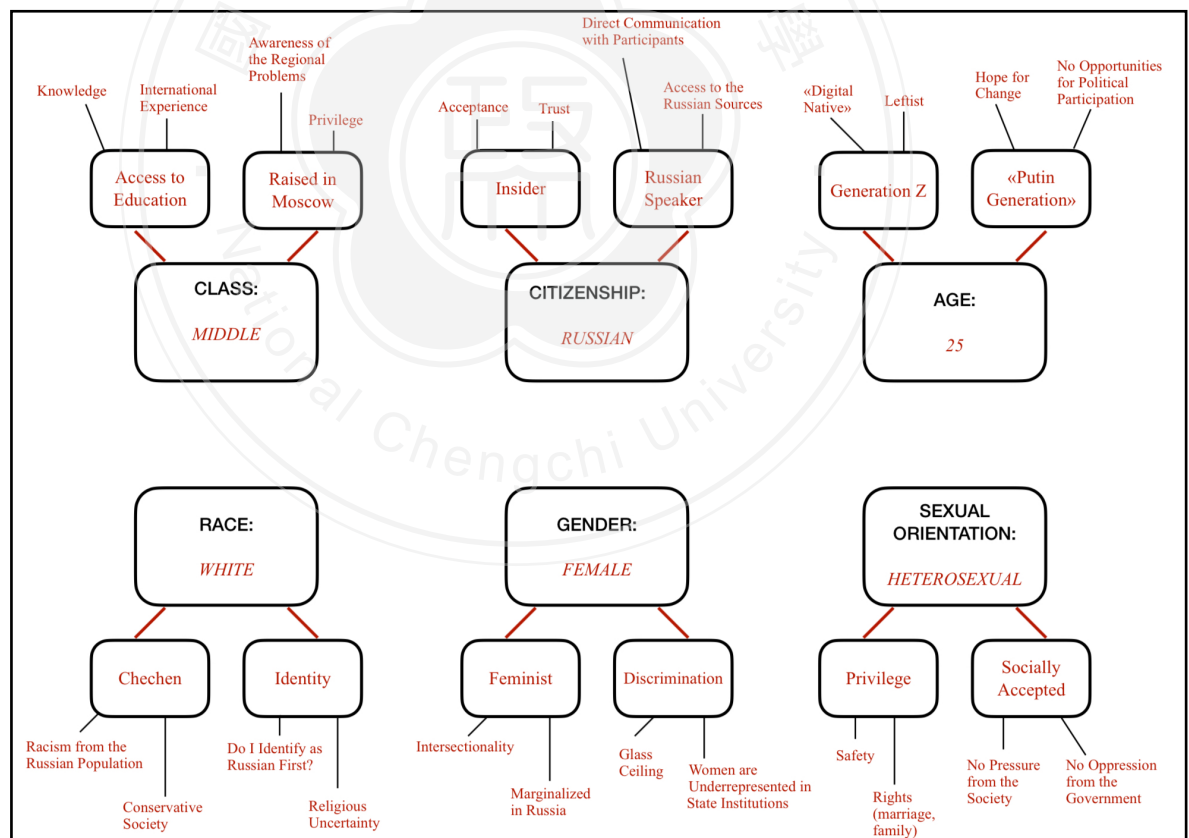 Knowledge
International
Experience
Awareness of
the Regional
Problems
Privilege
Access to
Education
Raised in
Moscow
CLASS:
MIDDLE
Acceptance
Trust
Direct Communication
with Participants
Access to the
Russian Sources
Insider
Russian
Speaker
CITIZENSHIP:
RUSSIAN
«Digital
Native»
Leftist
Hope for
Change
No Opportunities
for Political
Participation
Generation Z
«Putin
Generation»
AGE:
25
RACE:
WHITE
Chechen
Identity
Racism from the
Russian Population
Conservative
Society
Do I Identify as
Russian First?
Religious
Uncertainty
GENDER:
FEMALE
Feminist
Discrimination
Intersectionality
Marginalized
in Russia
Glass
Ceiling
Women are
Underrepresented in
State Institutions
SEXUAL
ORIENTATION:
HETEROSEXUAL
Privilege
Socially
Accepted
Safety
Rights
(marriage,
family)
No Pressure
from the
Society
No Oppression
from the
Government
National Chengchi University